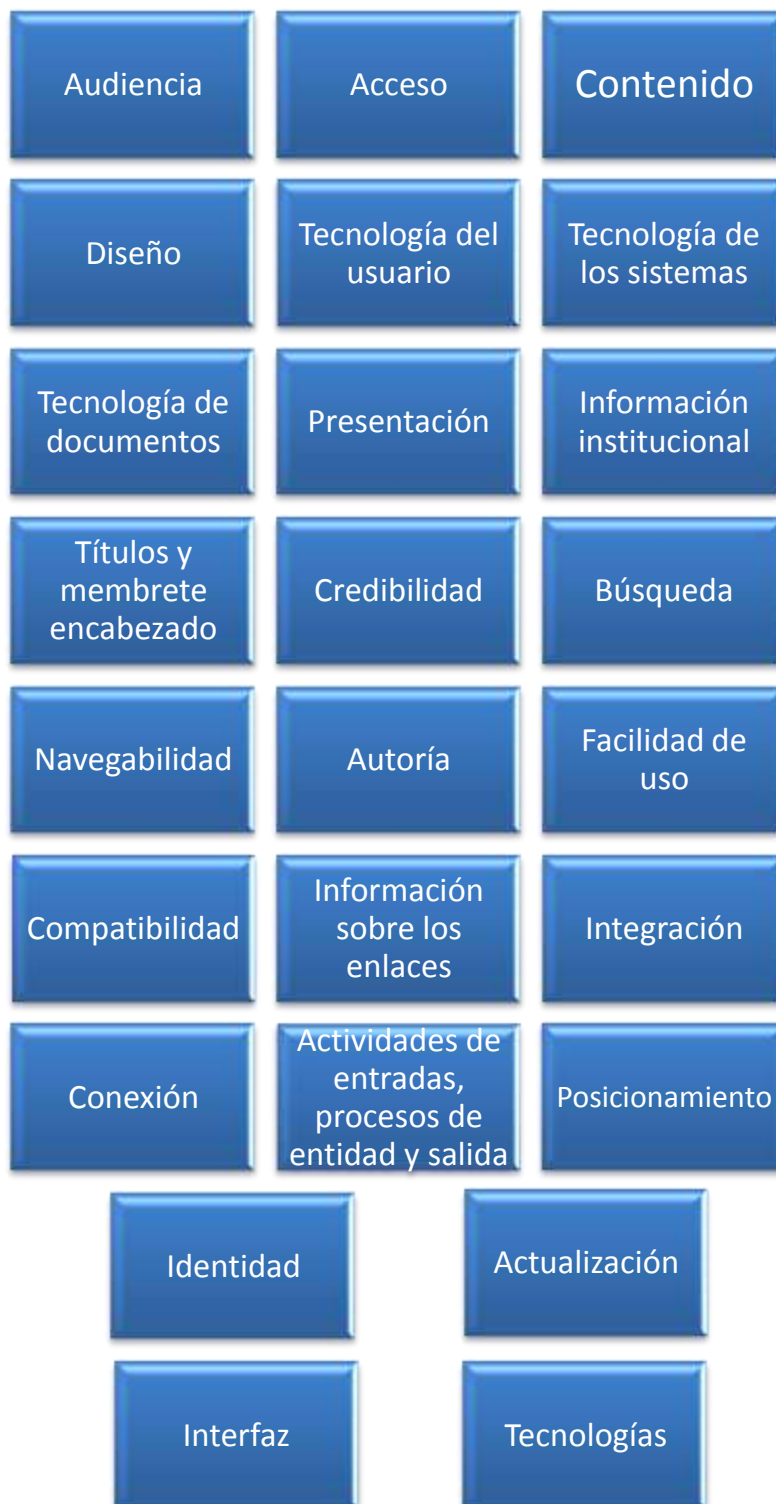 Audiencia
Acceso
Contenido
Diseño
Tecnología del
usuario
Tecnología de
los sistemas
Tecnología de
documentos
Presentación
Información
institucional
Títulos y
membrete
encabezado
Credibilidad
Búsqueda
Navegabilidad
Autoría
Facilidad de
uso
Compatibilidad
Información
sobre los
enlaces
Integración
Conexión
Actividades de
entradas,
procesos de
entidad y salida
Posicionamiento
Identidad
Actualización
Interfaz
Tecnologías